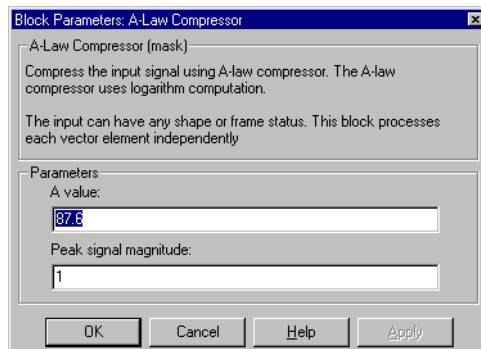 Block Parameters: A-Law Compressor
A-Law Compressor (mask)
Compress the input signal using A-law compressor. The A-law
compressor uses logarithm computation.
The input can have any shape or frame status. This block processes
each vector element independently
Parameters
A value:
87.6
Peak signal magnitude:
1
OK Cancel Help Apply